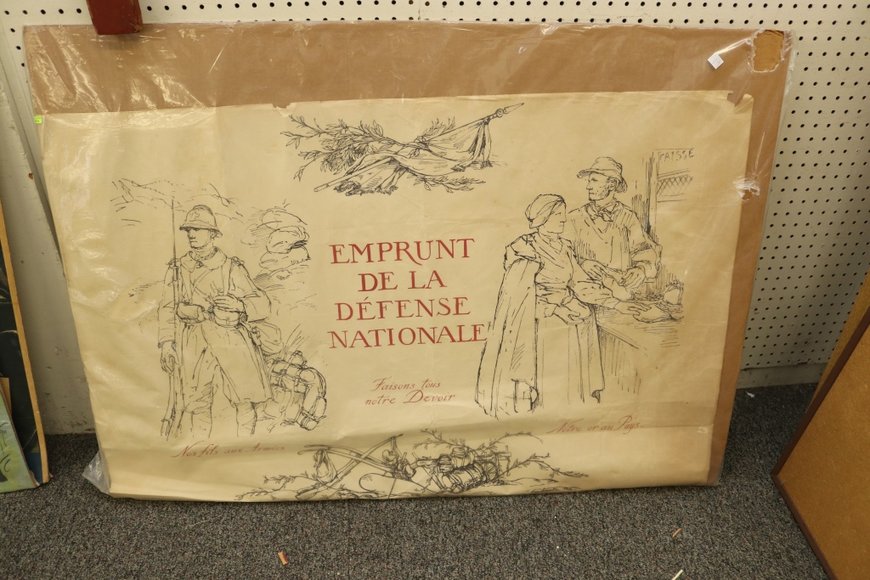 CAISSE
EMPRUNT
DE LA
DÉFENSE
NATIONALE
Faisons tous
notre Devoir
Nos fils aux Armées
Notre or au Pays